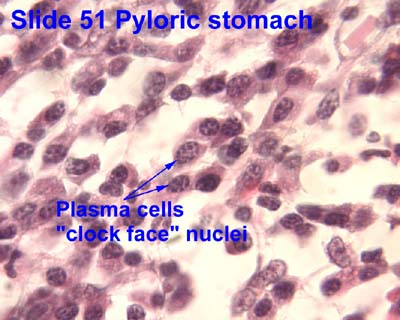 Slide 51 Pyloric stomach
Plasma cells
"clock face" nuclei